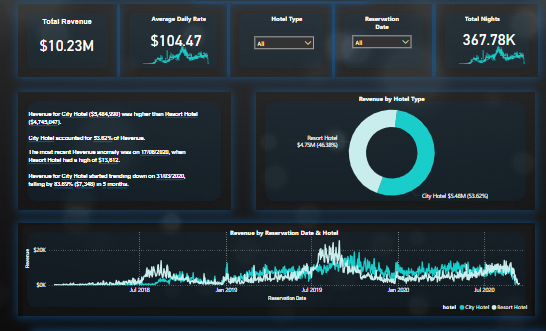 Total Revenue
$10.23M
Average Daily Rate
$104.47
Hotel Type
All
Reservation
Date
All
Total Nights
367.78K
Revenue for City Hotel ($5,484,990) was higher than Resort Hotel
($4,745,047).
City Hotel accounted for 53.62% of Revenue.
The most recent Revenue anomaly was on 17/08/2020, when
Resort Hotel had a high of $13,612.
Revenue for City Hotel started trending down on 31/03/2020,
falling by 83.69% ($7,348) in 5 months.
Revenue by Hotel Type
Resort Hotel
$4.75M (46.38%)
City Hotel $5.48M (53.62%)
Revenue by Reservation Date & Hotel
Revenue
$20K
$0K
Jul 2018
Jan 2019
Jul 2019
Jan 2020
Jul 2020
Reservation Date
hotel City Hotel Resort Hotel